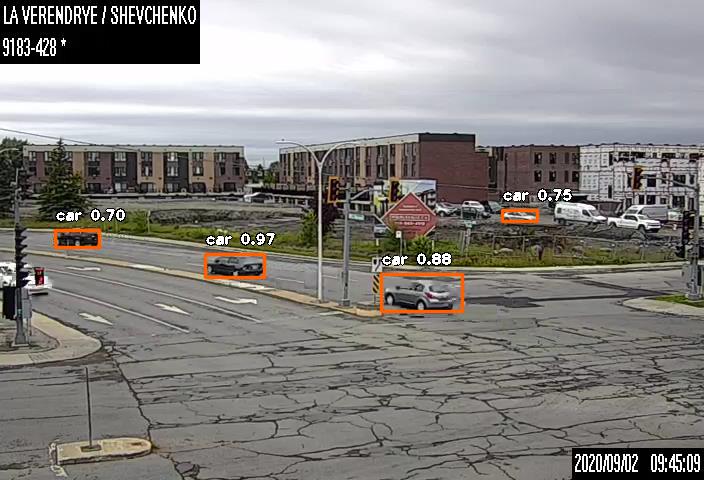 LA VERENDRYE / SHEVCHENKO
9183-428 *
car 0.75
car 0.70
car 0.97
car 0.88
2020/09/02 09:45:09